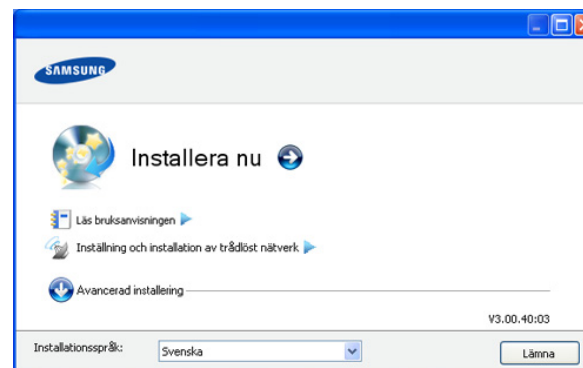 SAMSUNG
Installera nu
Läs bruksanvisningen
Inställning och installation av trådlöst nätverk
Avancerad installering
V3.00.40:03
Installationsspråk:
Svenska
Lämna